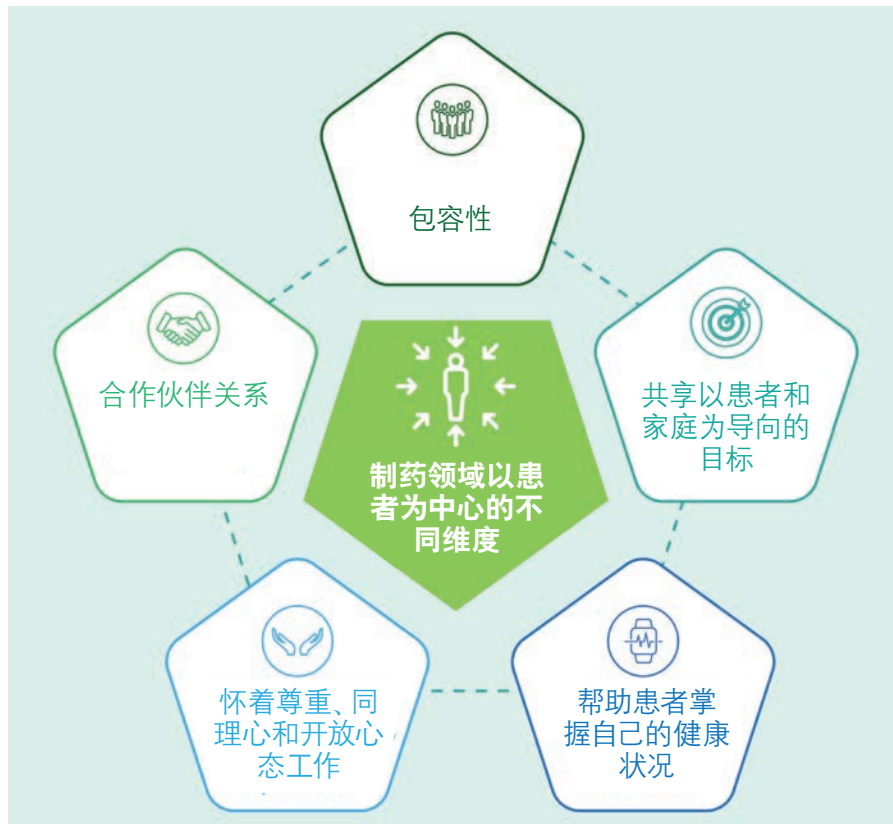 包容性
合作伙伴关系
共享以患者和
家庭为导向的
目标
制药领域以患
者为中心的不
同维度
怀着尊重、同
理心和开放心
态工作
帮助患者掌
握自己的健康
状况